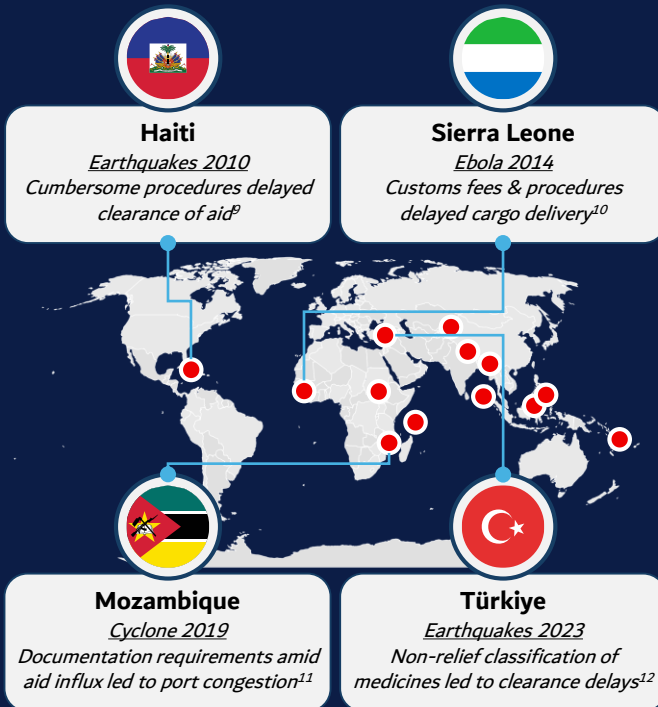 Haiti
Earthquakes 2010
Cumbersome procedures delayed
clearance of aid⁹
Sierra Leone
Ebola 2014
Customs fees & procedures
delayed cargo delivery¹⁰
Mozambique
Cyclone 2019
Documentation requirements amid
aid influx led to port congestion¹¹
Türkiye
Earthquakes 2023
Non-relief classification of
medicines led to clearance delays¹²